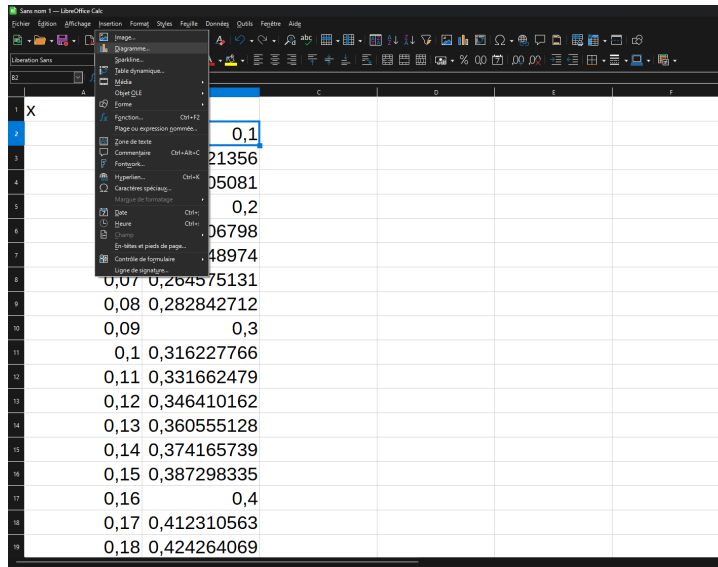 Sans nom 1 — LibreOffice Calc
Fichier Édition Affichage Insertion Format Styles Feuille Données Outils Fenêtre Aide
Liberation Sans
B2
A C D E F
Image...
Diagramme...
Sparkline...
Table dynamique...
Média
Objet OLE
Forme
Fonction... Ctrl+F2
Plage ou expression nommée...
Zone de texte
Commentaire Ctrl+Alt+C
Fontwork...
Hyperlien... Ctrl+K
Caractères spéciaux...
Marque de formatage
Date Ctrl+;
Heure
Champ
En-têtes et pieds de page...
Contrôle de formulaire
Ligne de signature...
1 x
2 0,1
3 21356
4 05081
5 0,2
6 06798
7 48974
8 0,07 0,264575131
9 0,08 0,282842712
10 0,09 0,3
11 0,1 0,316227766
12 0,11 0,331662479
13 0,12 0,346410162
14 0,13 0,360555128
15 0,14 0,374165739
16 0,15 0,387298335
17 0,16 0,4
18 0,17 0,412310563
19 0,18 0,424264069